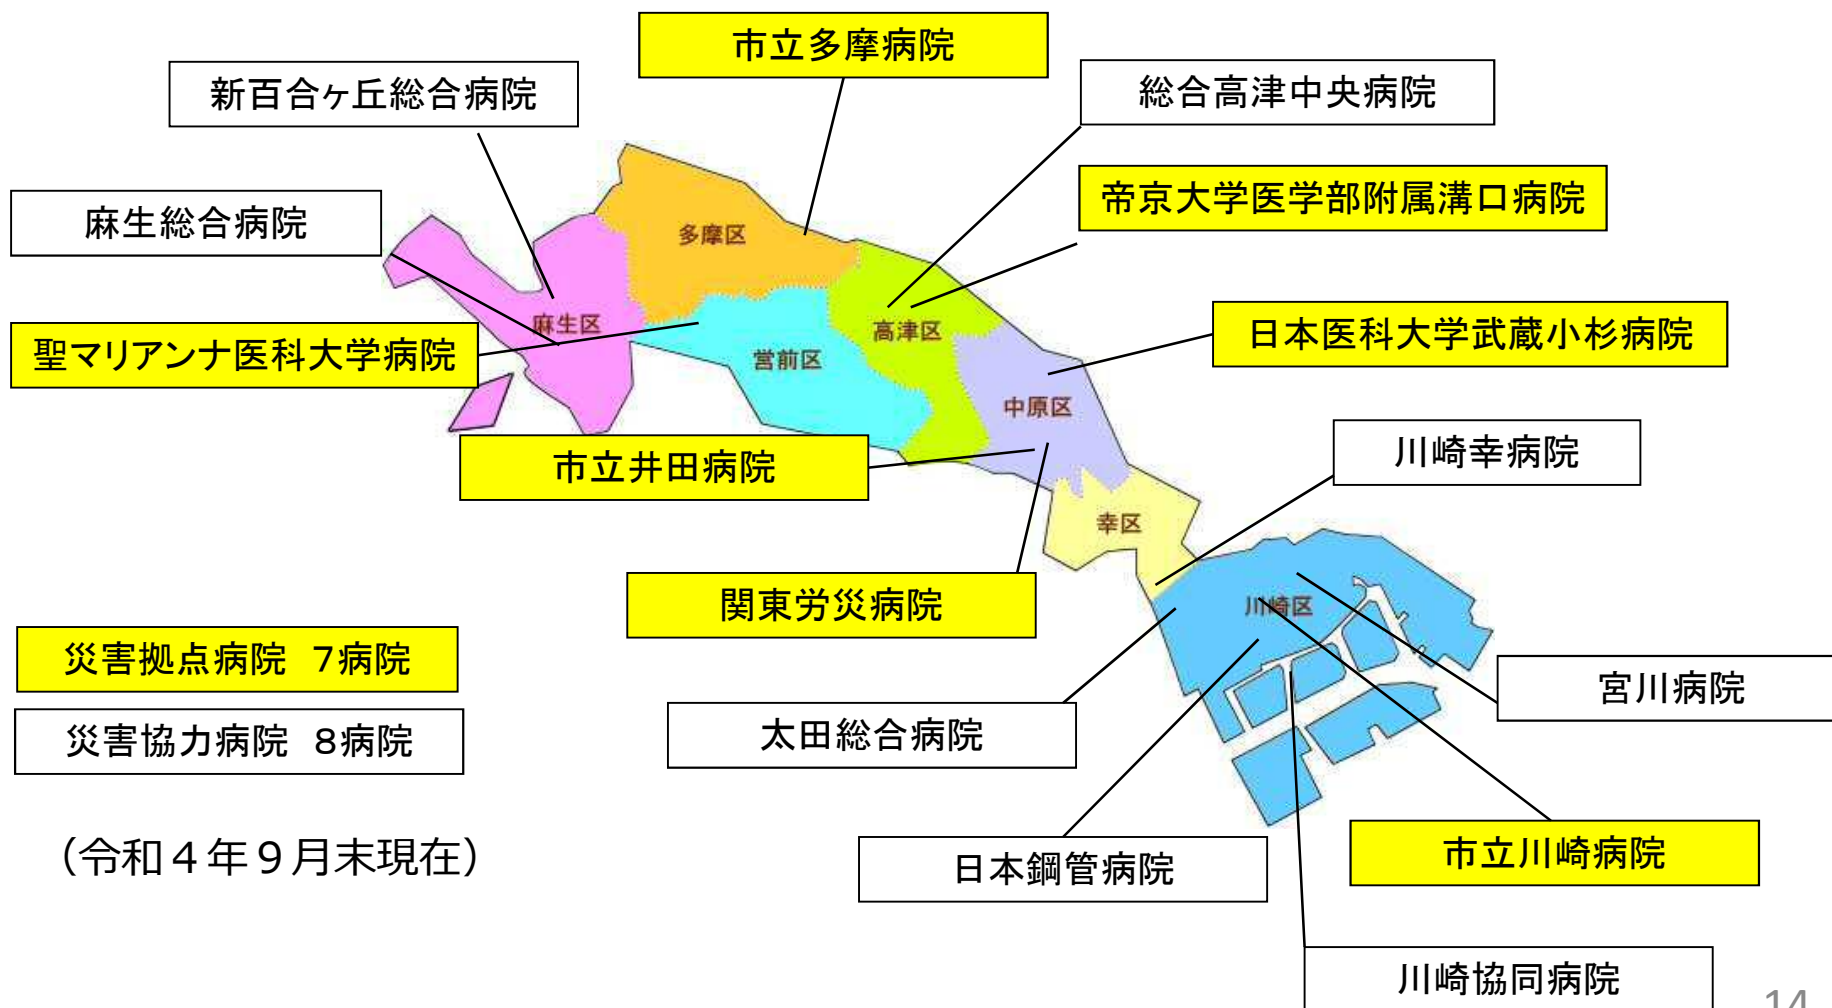 市立多摩病院
新百合ヶ丘総合病院
総合高津中央病院
麻生総合病院
帝京大学医学部附属溝口病院
多摩区
麻生区
高津区
聖マリアンナ医科大学病院
日本医科大学武蔵小杉病院
営前区
中原区
市立井田病院
川崎幸病院
幸区
関東労災病院
川崎区
災害拠点病院 7病院
宮川病院
太田総合病院
災害協力病院 8病院
(令和4年9月末現在)
日本鋼管病院
市立川崎病院
川崎協同病院
14